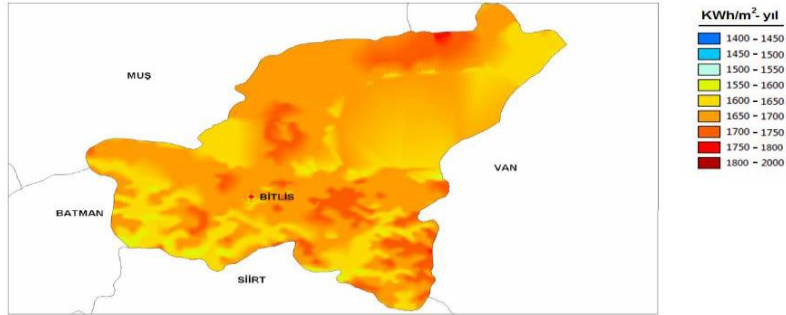 KWh/m²- yıl
1400 – 1450
1450 – 1500
1500 – 1550
1550 – 1600
1600 – 1650
1650 – 1700
1700 – 1750
1750 – 1800
1800 – 2000
MUŞ
VAN
BİTLİS
BATMAN
SİİRT